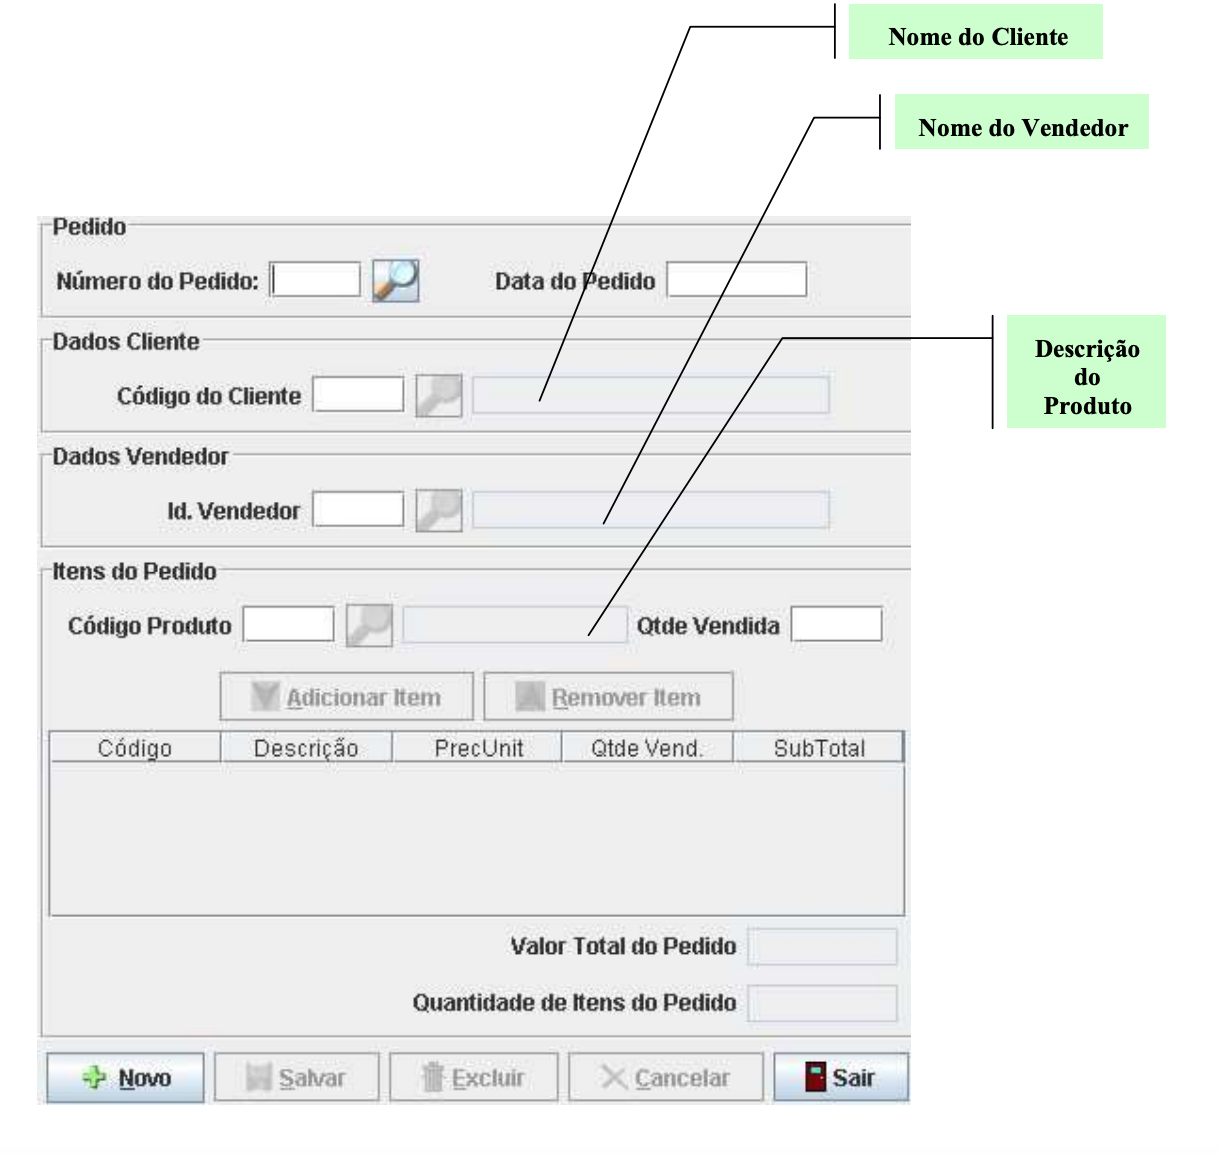 Nome do Cliente
Nome do Vendedor
Pedido
Número do Pedido:
Data do Pedido
Dados Cliente
Código do Cliente
Descrição
do
Produto
Dados Vendedor
Id. Vendedor
Itens do Pedido
Código Produto
Qtde Vendida
Adicionar Item
Remover Item
Código Descrição PrecUnit Qtde Vend. SubTotal
Valor Total do Pedido
Quantidade de Itens do Pedido
Novo Salvar Excluir Cancelar Sair